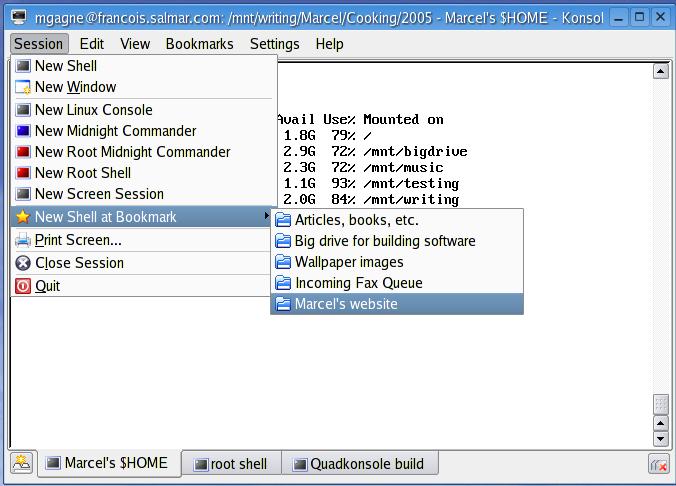 mgagne@francois.salmar.com: /mnt/writing/Marcel/Cooking/2005 - Marcel's $HOME - Konsol
Session Edit View Bookmarks Settings Help
New Shell
New Window
New Linux Console
New Midnight Commander
New Root Midnight Commander
New Root Shell
New Screen Session
New Shell at Bookmark
Print Screen...
Close Session
Quit
Avail Use% Mounted on
1.8G 79% /
2.9G 72% /mnt/bigdrive
2.3G 72% /mnt/music
1.1G 93% /mnt/testing
2.0G 84% /mnt/writing
Articles, books, etc.
Big drive for building software
Wallpaper images
Incoming Fax Queue
Marcel's website
Marcel's $HOME root shell Quadkonsole build